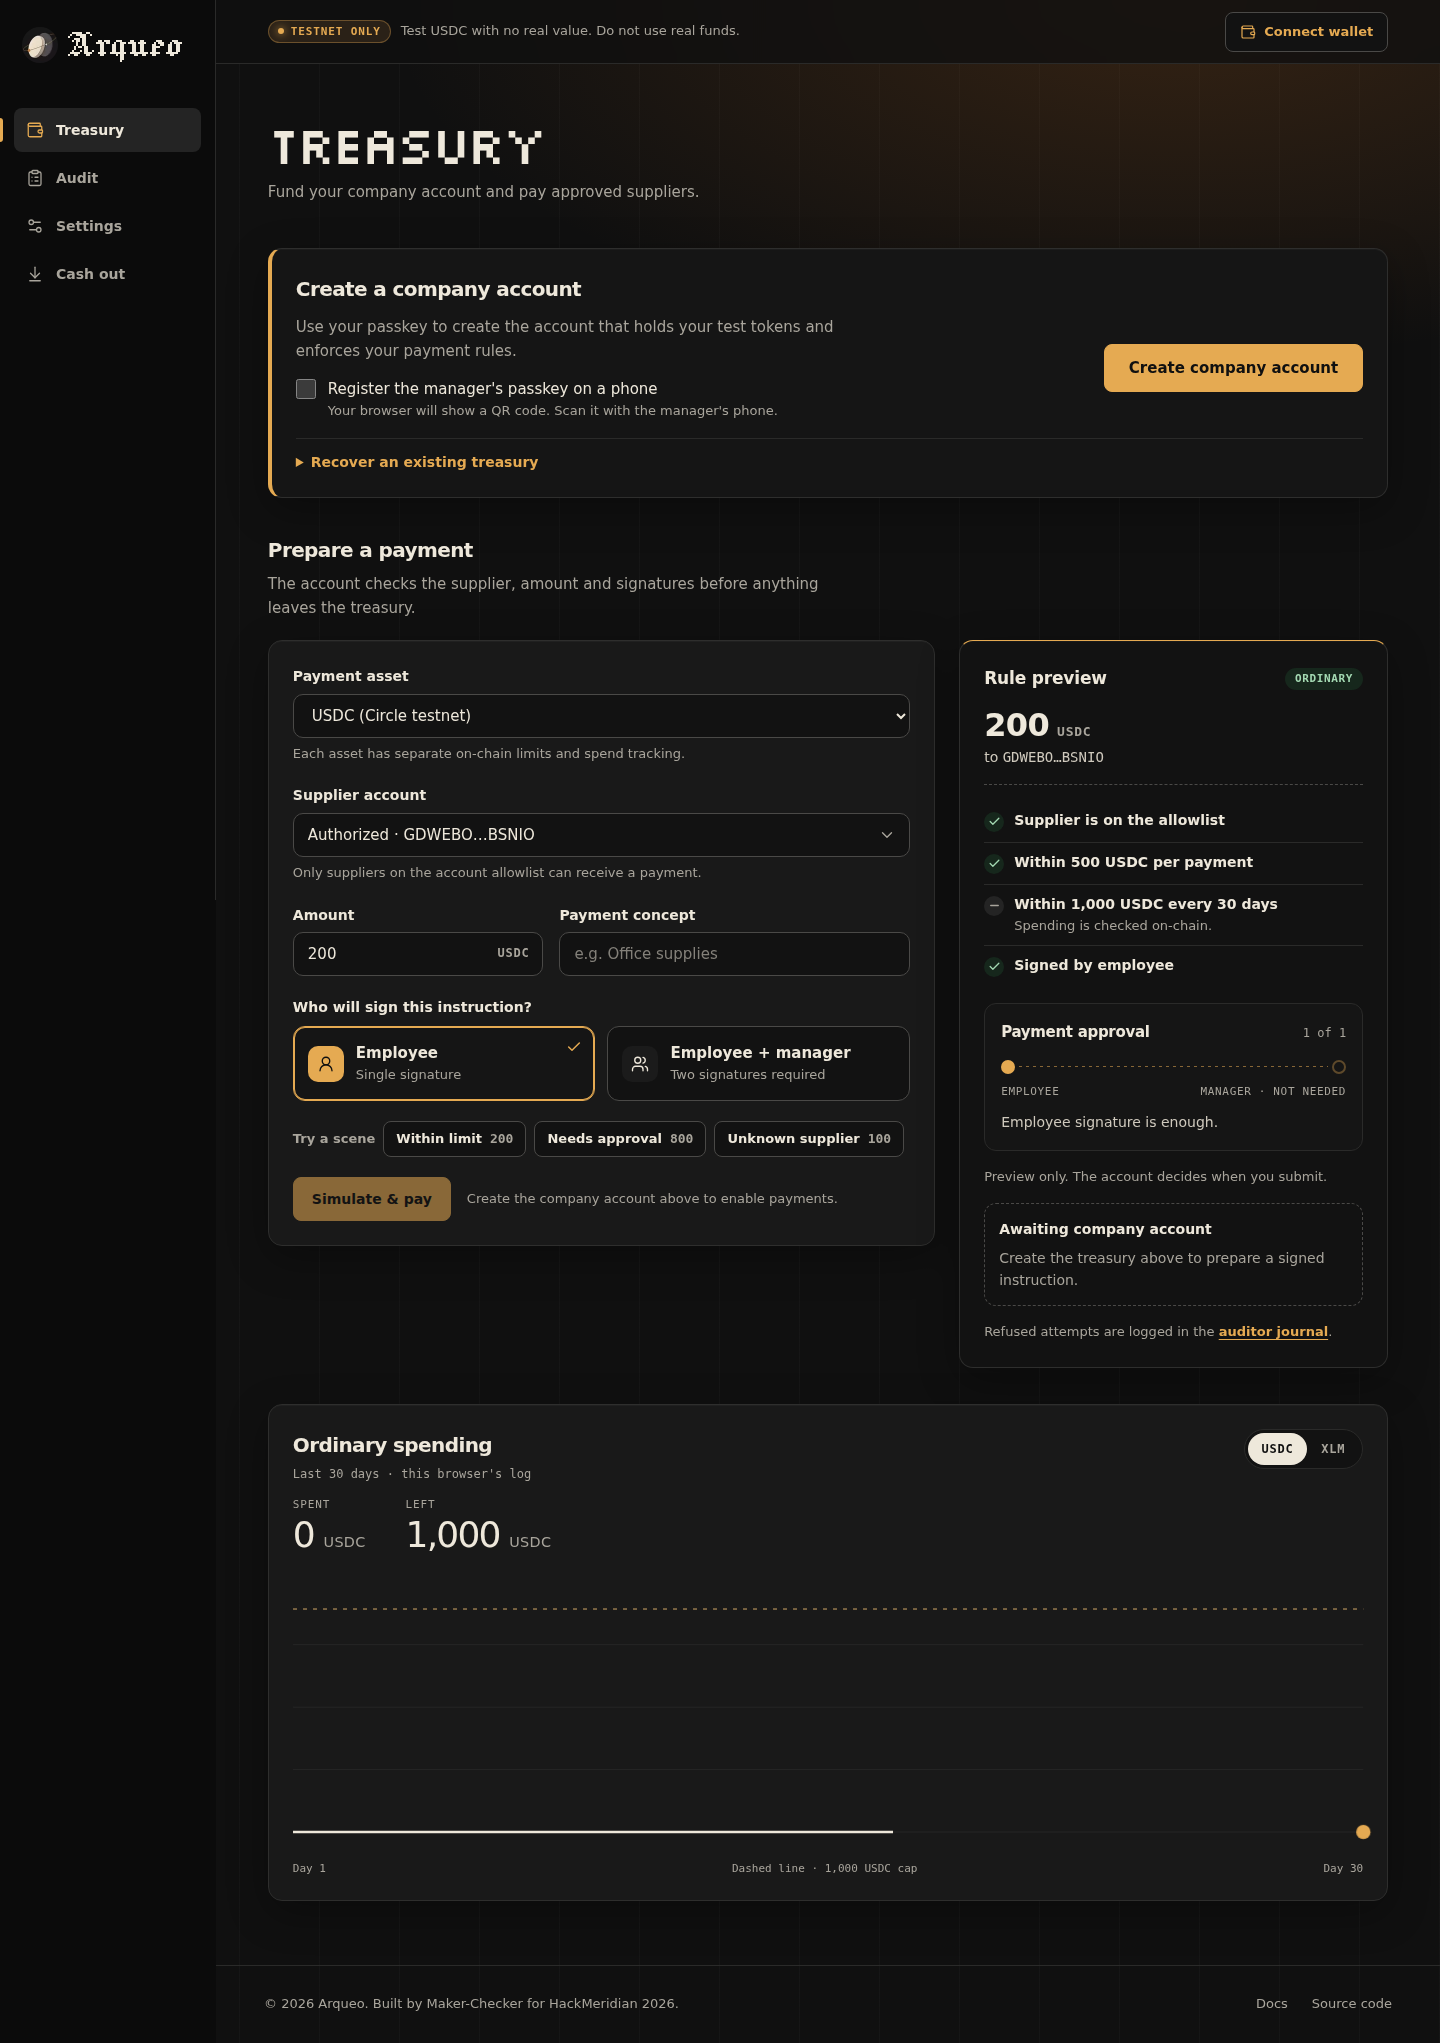 Arqueo
Treasury
Audit
Settings
Cash out
TESTNET ONLY
Test USDC with no real value. Do not use real funds.
Connect wallet
TREASURY
Fund your company account and pay approved suppliers.
Create a company account
Use your passkey to create the account that holds your test tokens and
enforces your payment rules.
Register the manager's passkey on a phone
Your browser will show a QR code. Scan it with the manager's phone.
Create company account
Recover an existing treasury
Prepare a payment
The account checks the supplier, amount and signatures before anything
leaves the treasury.
Payment asset
USDC (Circle testnet)
Each asset has separate on-chain limits and spend tracking.
Supplier account
Authorized · GDWEBO…BSNIO
Only suppliers on the account allowlist can receive a payment.
Amount
Payment concept
200 USDC
e.g. Office supplies
Who will sign this instruction?
Employee
Single signature
Employee + manager
Two signatures required
Try a scene
Within limit 200
Needs approval 800
Unknown supplier 100
Simulate & pay
Create the company account above to enable payments.
Rule preview
ORDINARY
200 USDC
to GDWEBO…BSNIO
Supplier is on the allowlist
Within 500 USDC per payment
Within 1,000 USDC every 30 days
Spending is checked on-chain.
Signed by employee
Payment approval
1 of 1
EMPLOYEE
MANAGER · NOT NEEDED
Employee signature is enough.
Preview only. The account decides when you submit.
Awaiting company account
Create the treasury above to prepare a signed
instruction.
Refused attempts are logged in the auditor journal.
Ordinary spending
Last 30 days · this browser's log
USDC
XLM
SPENT
LEFT
0 USDC
1,000 USDC
Day 1
Dashed line · 1,000 USDC cap
Day 30
© 2026 Arqueo. Built by Maker-Checker for HackMeridian 2026.
Docs
Source code